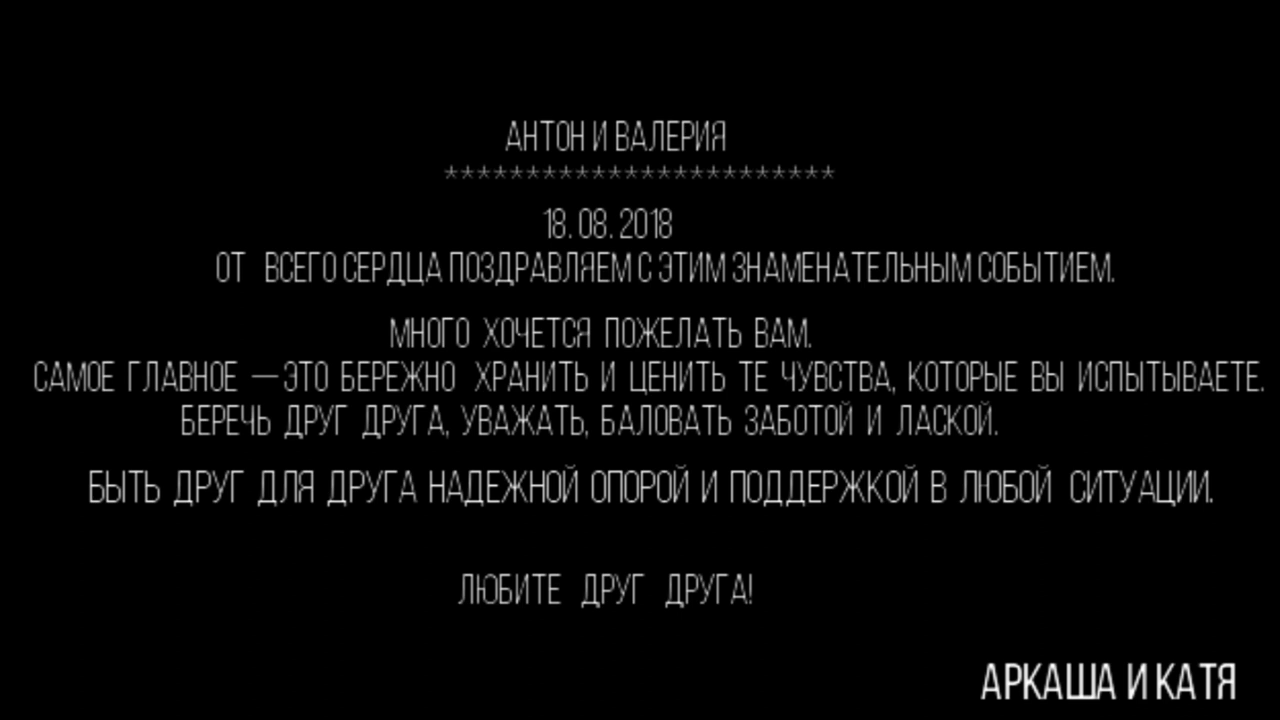 АНТОН И ВАЛЕРИЯ
************************
18.08.2018
ОТ ВСЕГО СЕРДЦА ПОЗДРАВЛЯЕМ С ЭТИМ ЗНАМЕНАТЕЛЬНЫМ СОБЫТИЕМ.
МНОГО ХОЧЕТСЯ ПОЖЕЛАТЬ ВАМ.
САМОЕ ГЛАВНОЕ — ЭТО БЕРЕЖНО ХРАНИТЬ И ЦЕНИТЬ ТЕ ЧУВСТВА, КОТОРЫЕ ВЫ ИСПЫТЫВАЕТЕ.
БЕРЕЧЬ ДРУГ ДРУГА, УВАЖАТЬ, БАЛОВАТЬ ЗАБОТОЙ И ЛАСКОЙ.
БЫТЬ ДРУГ ДЛЯ ДРУГА НАДЕЖНОЙ ОПОРОЙ И ПОДДЕРЖКОЙ В ЛЮБОЙ СИТУАЦИИ.
ЛЮБИТЕ ДРУГ ДРУГА!
АРКАША И КАТЯ